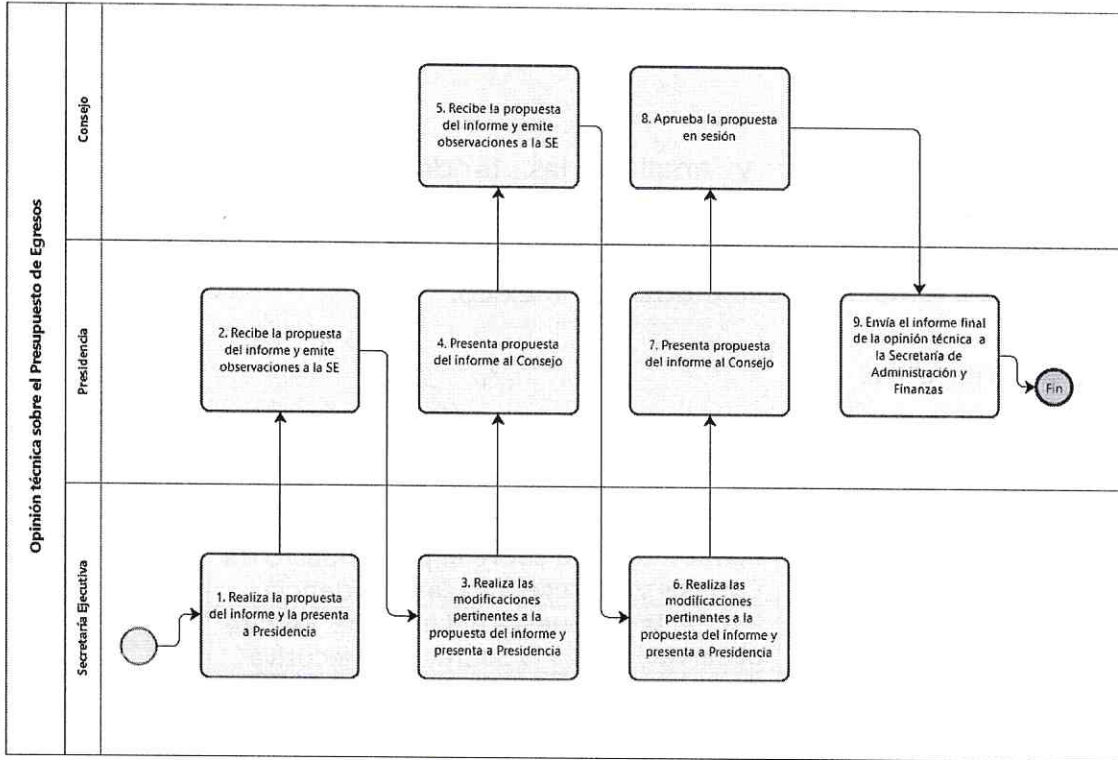 Opinión técnica sobre el Presupuesto de Egresos
Consejo
5. Recibe la propuesta
del informe y emite
observaciones a la SE
8. Aprueba la propuesta
en sesión
Presidencia
2. Recibe la propuesta
del informe y emite
observaciones a la SE
4. Presenta propuesta
del informe al Consejo
7. Presenta propuesta
del informe al Consejo
9. Envía el informe final
de la opinión técnica a
la Secretaría de
Administración y
Finanzas
Fin
Secretaría Ejecutiva
1. Realiza la propuesta
del informe y la presenta
a Presidencia
3. Realiza las
modificaciones
pertinentes a la
propuesta del informe y
presenta a Presidencia
6. Realiza las
modificaciones
pertinentes a la
propuesta del informe y
presenta a Presidencia